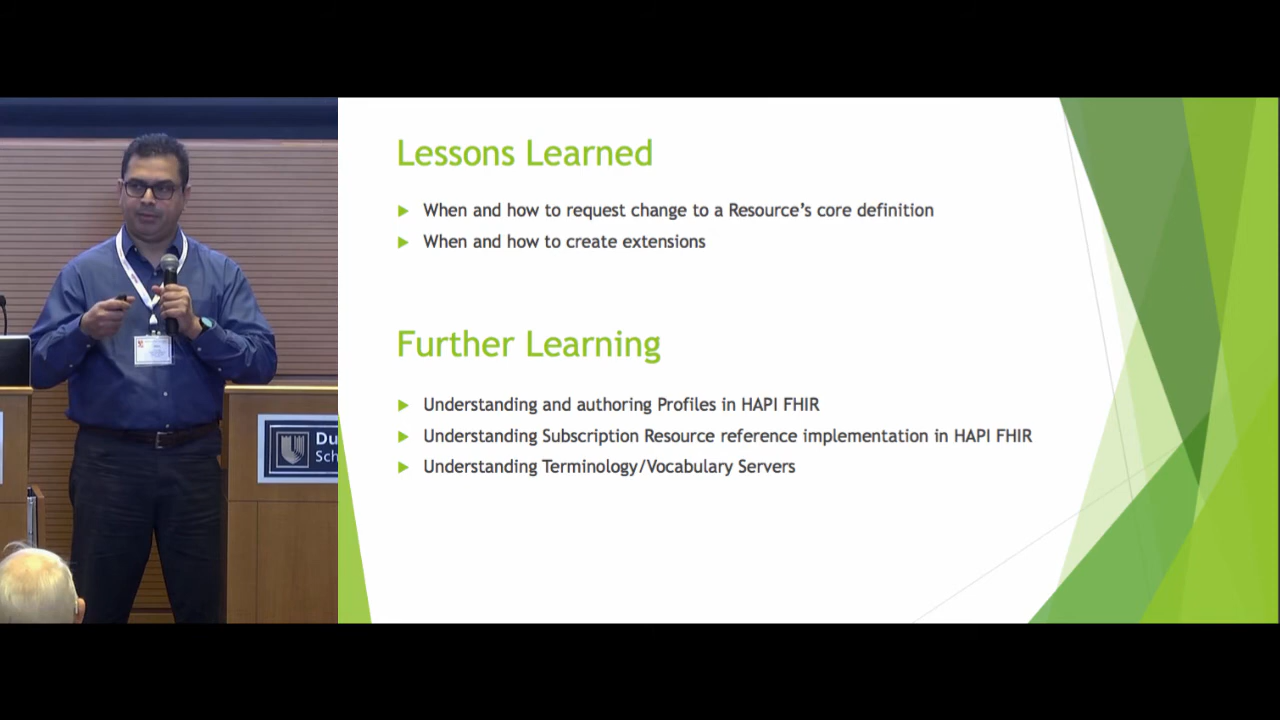 Lessons Learned
When and how to request change to a Resource's core definition
When and how to create extensions
Further Learning
Understanding and authoring Profiles in HAPI FHIR
Understanding Subscription Resource reference implementation in HAPI FHIR
Understanding Terminology/Vocabulary Servers
Du
Sch